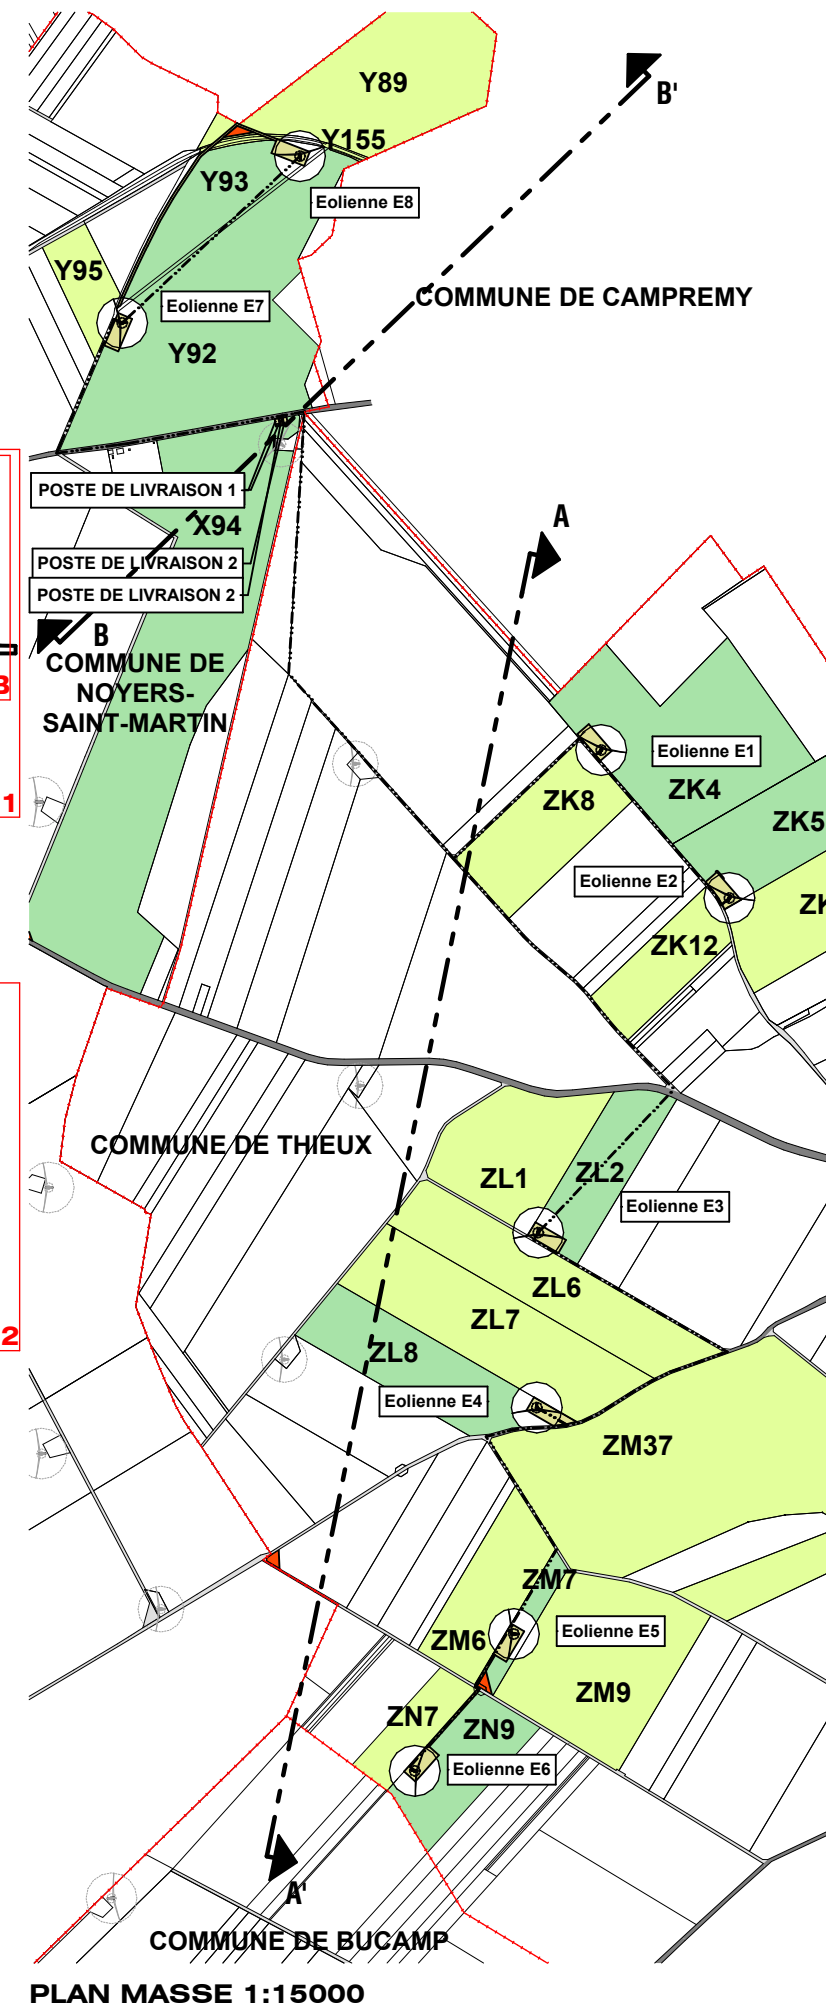 Y89
B'
Y155
Y93
Eolienne E8
Y95
COMMUNE DE CAMPREMY
Eolienne E7
Y92
POSTE DE LIVRAISON 1
A
X94
POSTE DE LIVRAISON 2
POSTE DE LIVRAISON 2
B
COMMUNE DE
NOYERS-
SAINT-MARTIN
3
Eolienne E1
ZK4
ZK8
1
ZK5
Eolienne E2
ZK12
COMMUNE DE THIEUX
ZL1
ZL2
Eolienne E3
ZL6
ZL7
2
ZL8
Eolienne E4
ZM37
ZM7
Eolienne E5
ZM6
ZM9
ZN7
ZN9
Eolienne E6
A'
COMMUNE DE BUCAMP
PLAN MASSE 1:15000